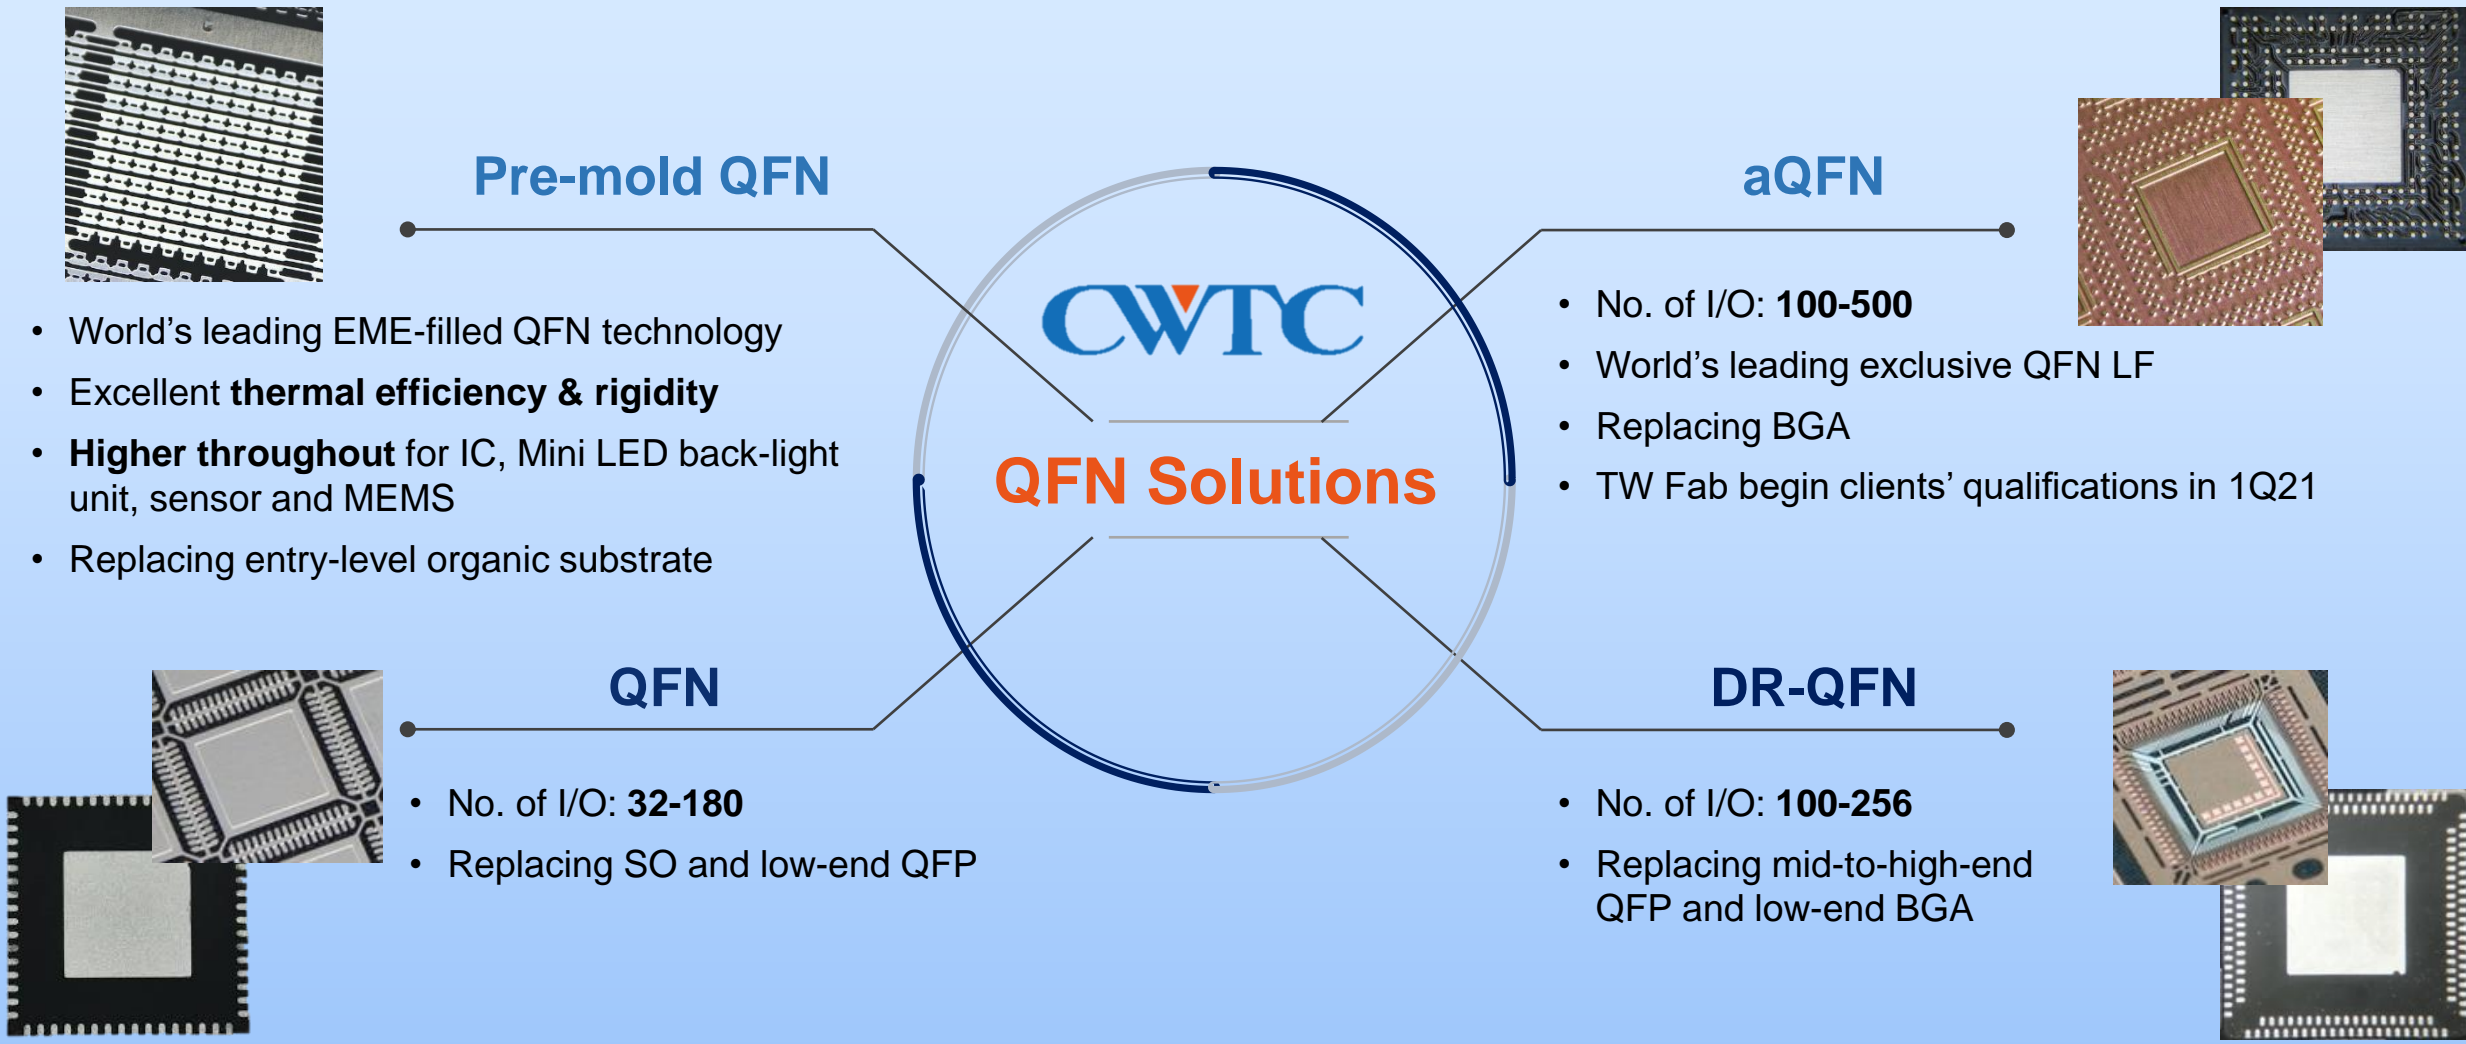 Pre-mold QFN
• World’s leading EME-filled QFN technology
• Excellent thermal efficiency & rigidity
• Higher throughout for IC, Mini LED back-light
unit, sensor and MEMS
• Replacing entry-level organic substrate
aQFN
• No. of I/O: 100-500
• World’s leading exclusive QFN LF
• Replacing BGA
• TW Fab begin clients’ qualifications in 1Q21
CWTC
QFN Solutions
QFN
• No. of I/O: 32-180
• Replacing SO and low-end QFP
DR-QFN
• No. of I/O: 100-256
• Replacing mid-to-high-end
QFP and low-end BGA